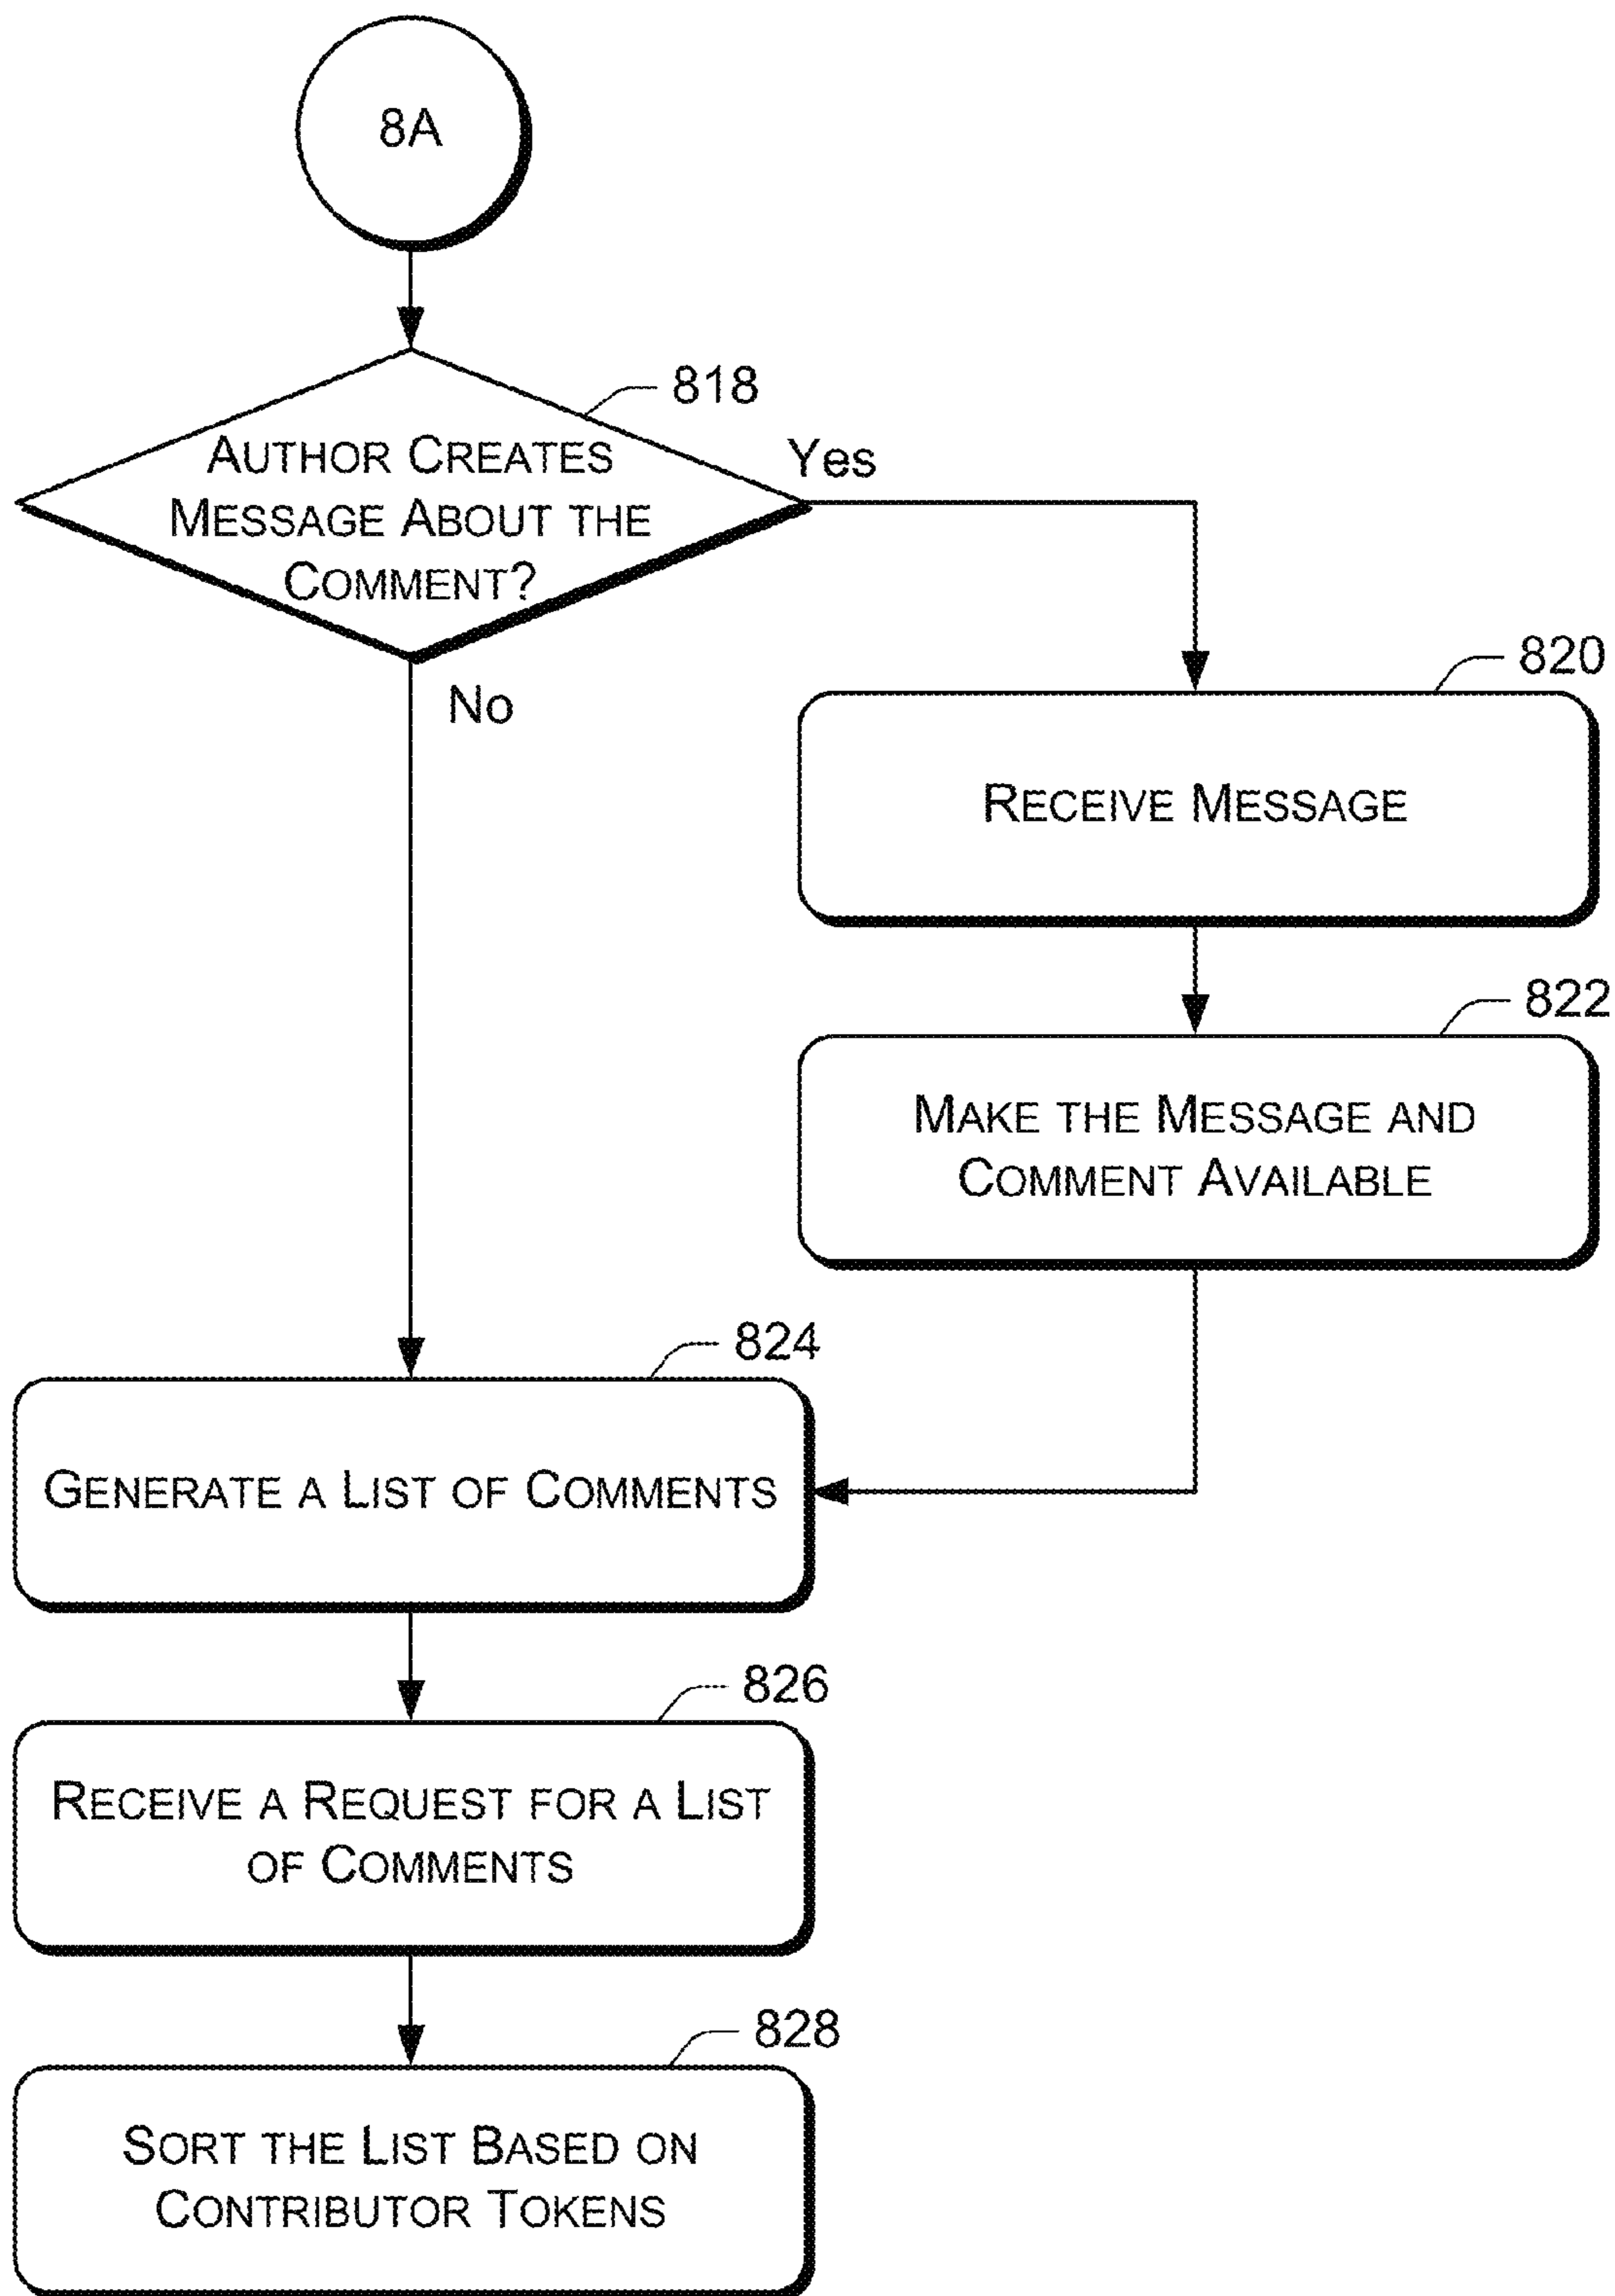 8A
818
AUTHOR CREATES
MESSAGE ABOUT THE
COMMENT?
Yes
No
820
RECEIVE MESSAGE
822
MAKE THE MESSAGE AND
COMMENT AVAILABLE
824
GENERATE A LIST OF COMMENTS
826
RECEIVE A REQUEST FOR A LIST
OF COMMENTS
828
SORT THE LIST BASED ON
CONTRIBUTOR TOKENS